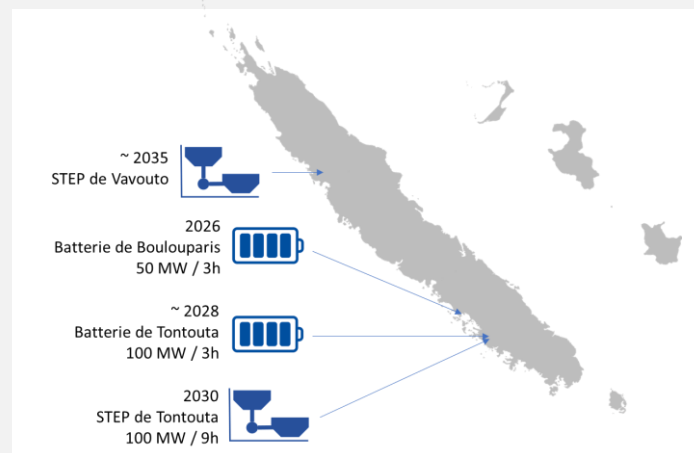 ~ 2035
STEP de Vavouto
2026
Batterie de Boulouparis
50 MW / 3h
~ 2028
Batterie de Tontouta
100 MW / 3h
2030
STEP de Tontouta
100 MW / 9h